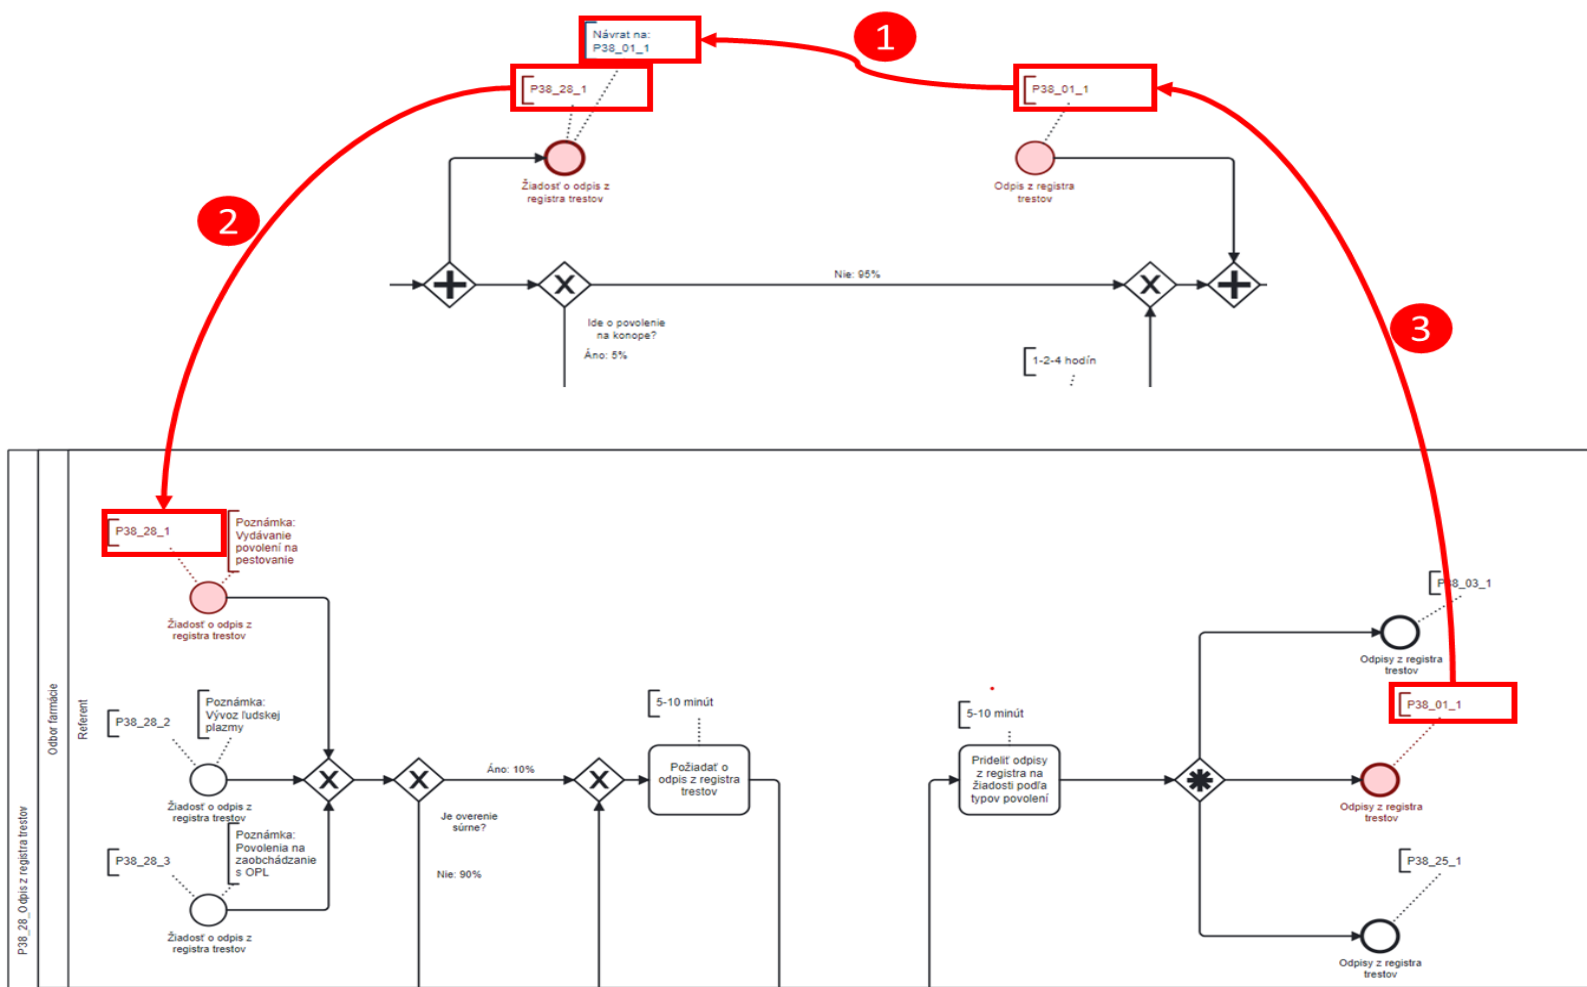 Návrat na:
P38_01_1
1
P38_28_1
P38_01_1
Žiadosť o odpis z
registra trestov
Odpis z registra
trestov
2
Nie: 95%
Ide o povolenie
na konope?
Áno: 5%
3
1-2-4 hodín
P38_28_Odpis z registra trestov
Odbor farmácie
Referent
P38_28_1
Poznámka:
Vydávanie
povolení na
pestovanie
Žiadosť o odpis z
registra trestov
P38_28_2
Poznámka:
Vývoz ľudskej
plazmy
Žiadosť o odpis z
registra trestov
P38_28_3
Poznámka:
Povolenia na
zaobchádzanie
s OPL
Žiadosť o odpis z
registra trestov
Áno: 10%
Je overenie
súrne?
Nie: 90%
5-10 minút
Požiadať o
odpis z registra
trestov
5-10 minút
Prideliť odpisy
z registra na
žiadosti podľa
typov povolení
P38_03_1
Odpisy z registra
trestov
P38_01_1
Odpisy z registra
trestov
P38_25_1
Odpisy z registra
trestov